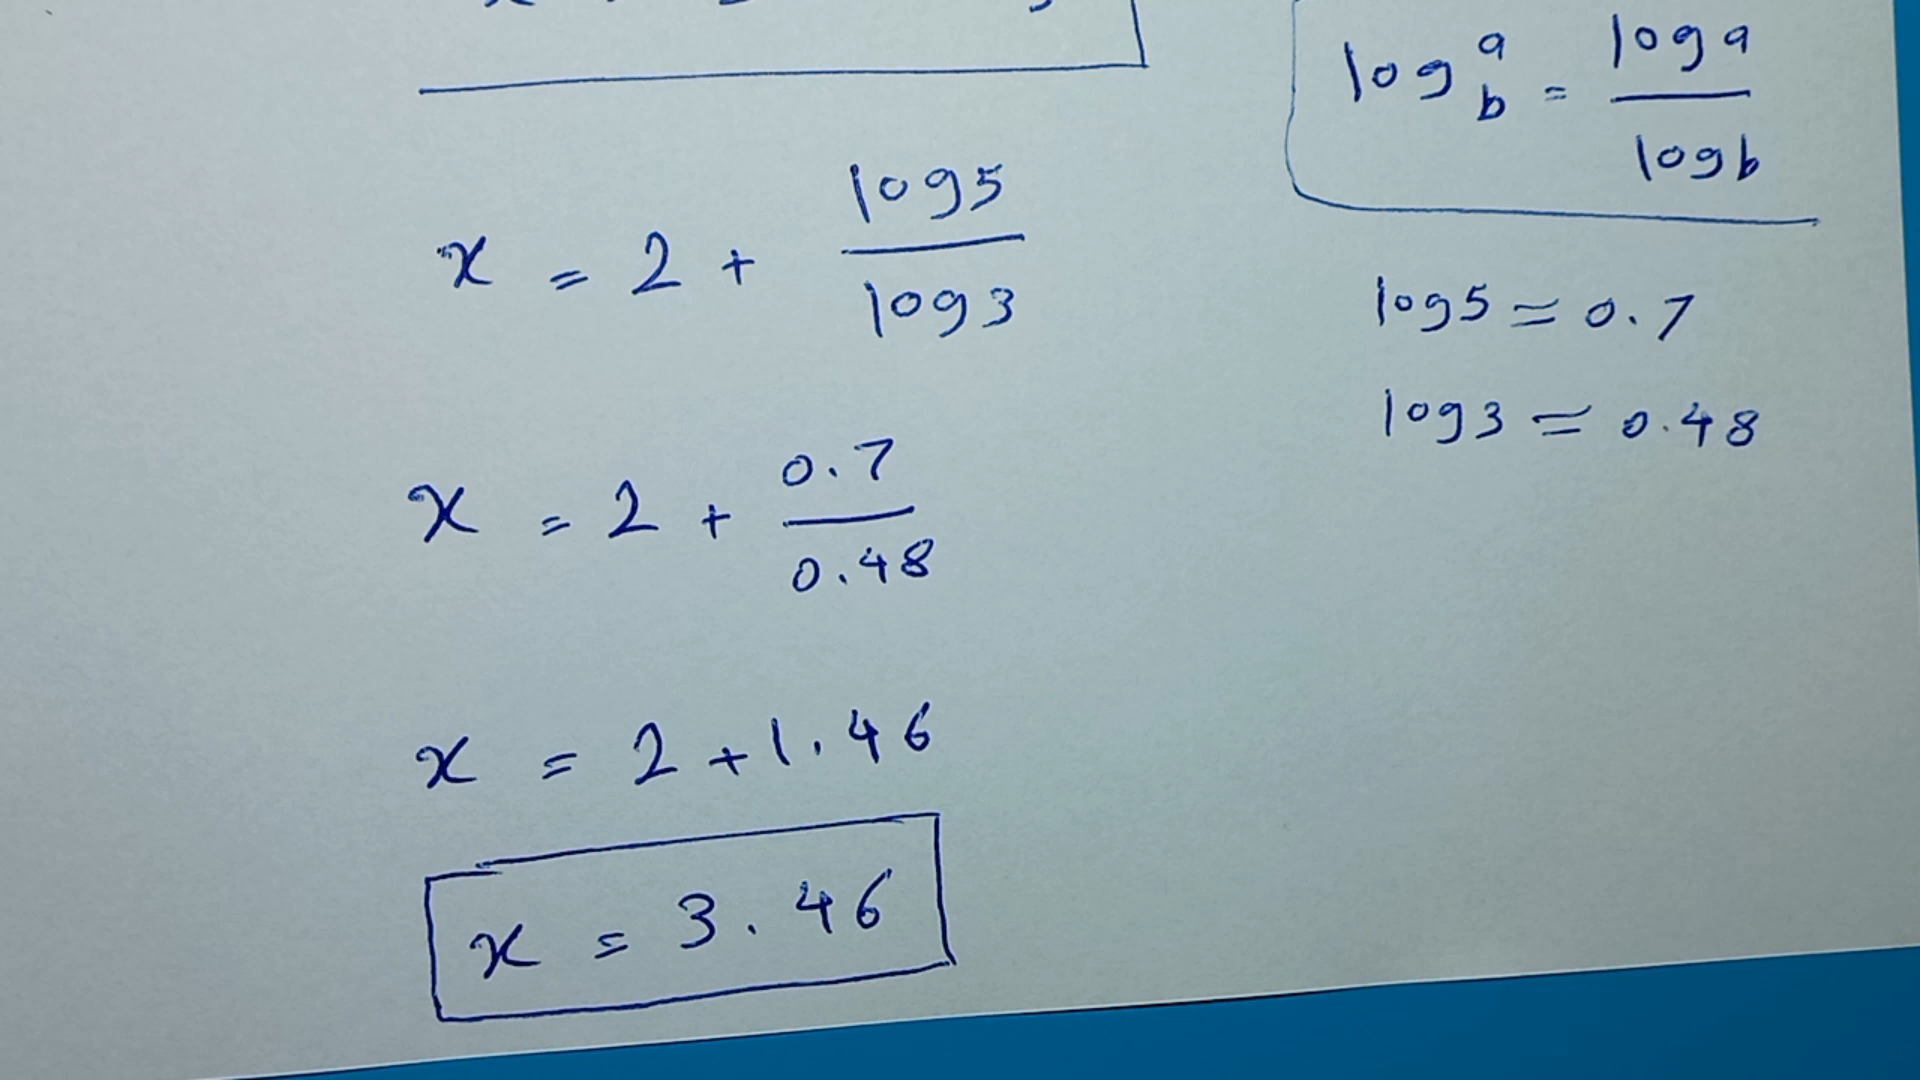 log_b^a = log a / log b
x = 2 + log5 / log3
log5 ≃ 0.7
log3 ≃ 0.48
x = 2 + 0.7 / 0.48
x = 2 + 1.46
x = 3.46